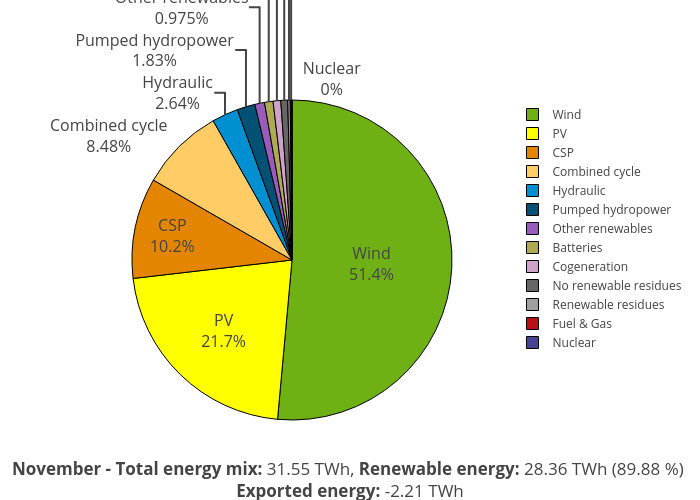 Other renewables
0.975%
Pumped hydropower
1.83%
Hydraulic
2.64%
Combined cycle
8.48%
Nuclear
0%
CSP
10.2%
Wind
51.4%
PV
21.7%
Wind
PV
CSP
Combined cycle
Hydraulic
Pumped hydropower
Other renewables
Batteries
Cogeneration
No renewable residues
Renewable residues
Fuel & Gas
Nuclear
November - Total energy mix: 31.55 TWh, Renewable energy: 28.36 TWh (89.88 %)
Exported energy: -2.21 TWh